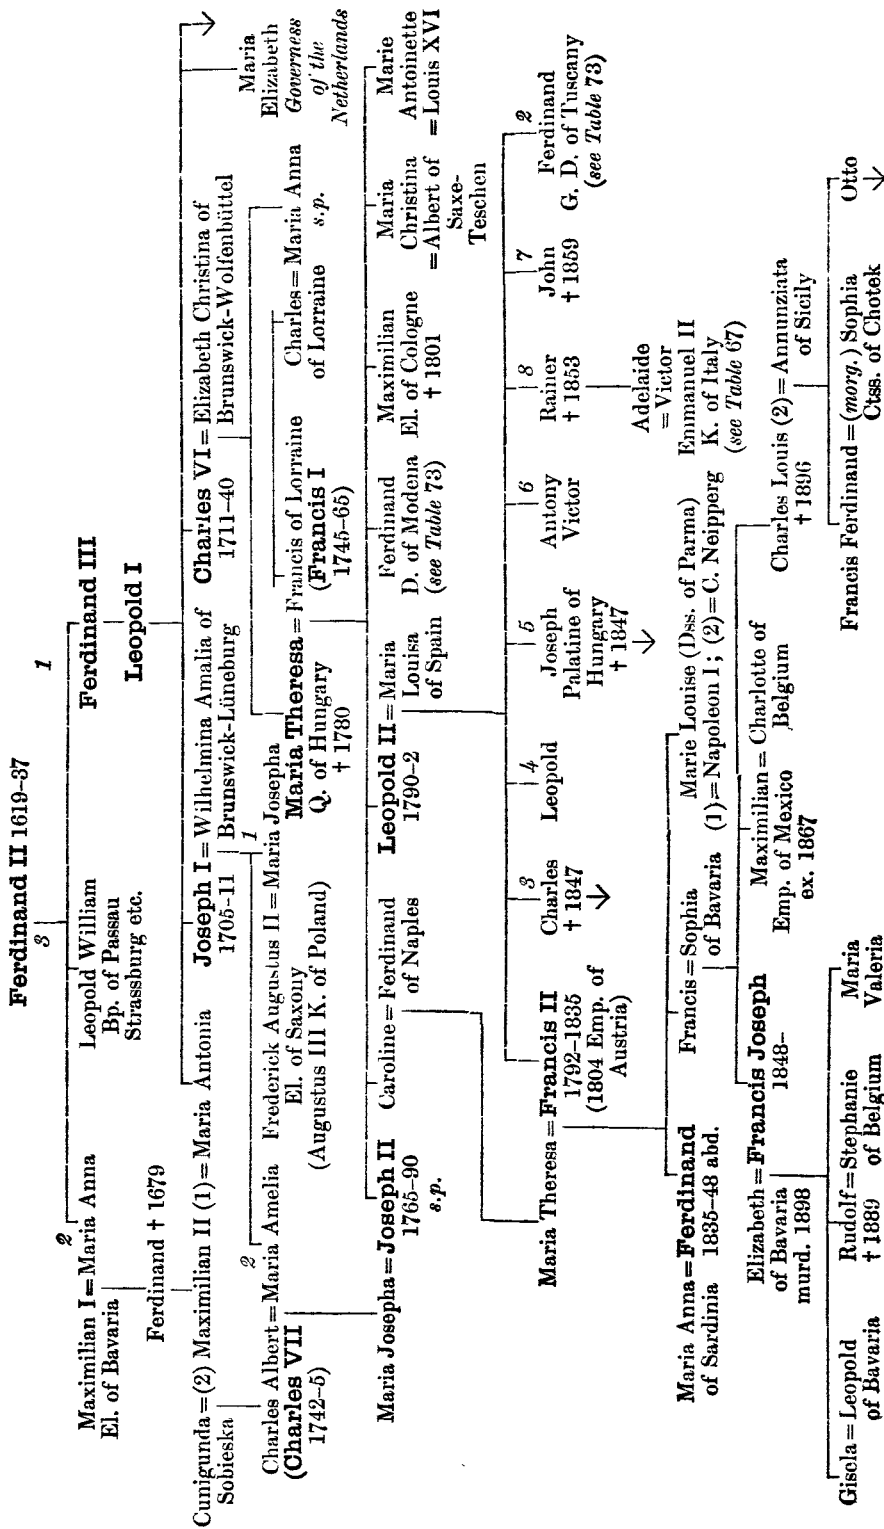 Ferdinand II 1619–37
3
2
1
Maximilian I = Maria Anna
El. of Bavaria
Leopold William
Bp. of Passau
Strassburg etc.
Ferdinand III
Ferdinand † 1679
Leopold I
Cunigunda = (2) Maximilian II (1) = Maria Antonia
Sobieska
Joseph I = Wilhelmina Amalia of
1705–11
Brunswick-Lüneburg
Charles VI = Elizabeth Christina of
1711–40
Brunswick-Wolfenbüttel
Maria
Elizabeth
Governess
of the
Netherlands
2
1
Charles Albert = Maria Amelia
(Charles VII
1742–5)
Frederick Augustus II = Maria Josepha
El. of Saxony
(Augustus III K. of Poland)
Maria Theresa = Francis of Lorraine
Q. of Hungary
† 1780
(Francis I
1745–65)
Charles = Maria Anna
of Lorraine
s.p.
Maria Josepha = Joseph II
1765–90
s.p.
Caroline = Ferdinand
of Naples
Leopold II = Maria
1790–2
Louisa
of Spain
Ferdinand
D. of Modena
(see Table 73)
Maximilian
El. of Cologne
† 1801
Maria
Christina
= Albert of
Saxe-
Teschen
Marie
Antoinette
= Louis XVI
Maria Theresa = Francis II
1792–1835
(1804 Emp. of
Austria)
3
Charles
† 1847
4
Leopold
5
Joseph
Palatine of
Hungary
† 1847
6
Antony
Victor
8
Rainer
† 1853
7
John
† 1859
2
Ferdinand
G. D. of Tuscany
(see Table 73)
Adelaide
= Victor
Emmanuel II
K. of Italy
(see Table 67)
Maria Anna = Ferdinand
of Sardinia 1835–48 abd.
Francis = Sophia
of Bavaria
Marie Louise (Dss. of Parma)
(1) = Napoleon I; (2) = C. Neipperg
Elizabeth = Francis Joseph
of Bavaria
murd. 1898
1848–
Maximilian = Charlotte of
Emp. of Mexico
Belgium
ex. 1867
Charles Louis (2) = Annunziata
† 1896
of Sicily
Gisela = Leopold
of Bavaria
Rudolf = Stephanie
† 1889
of Belgium
Maria
Valeria
Francis Ferdinand = (morg.) Sophia
Ctss. of Chotek
Otto